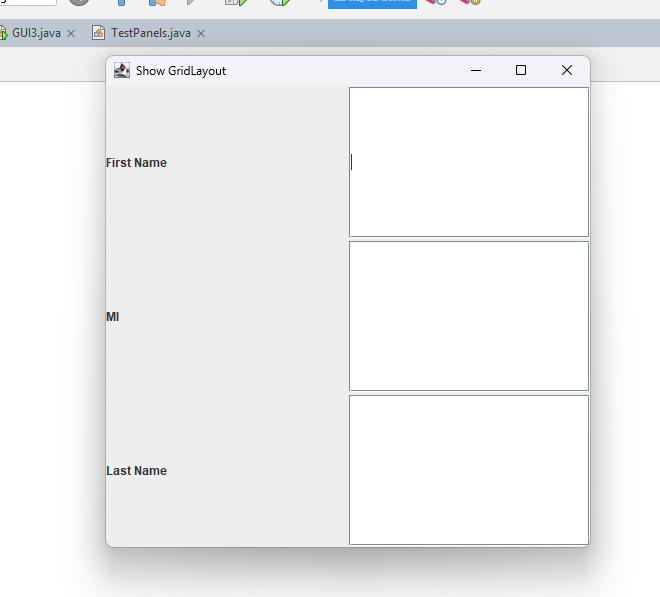 GUI3.java
TestPanels.java
Show GridLayout
First Name
MI
Last Name